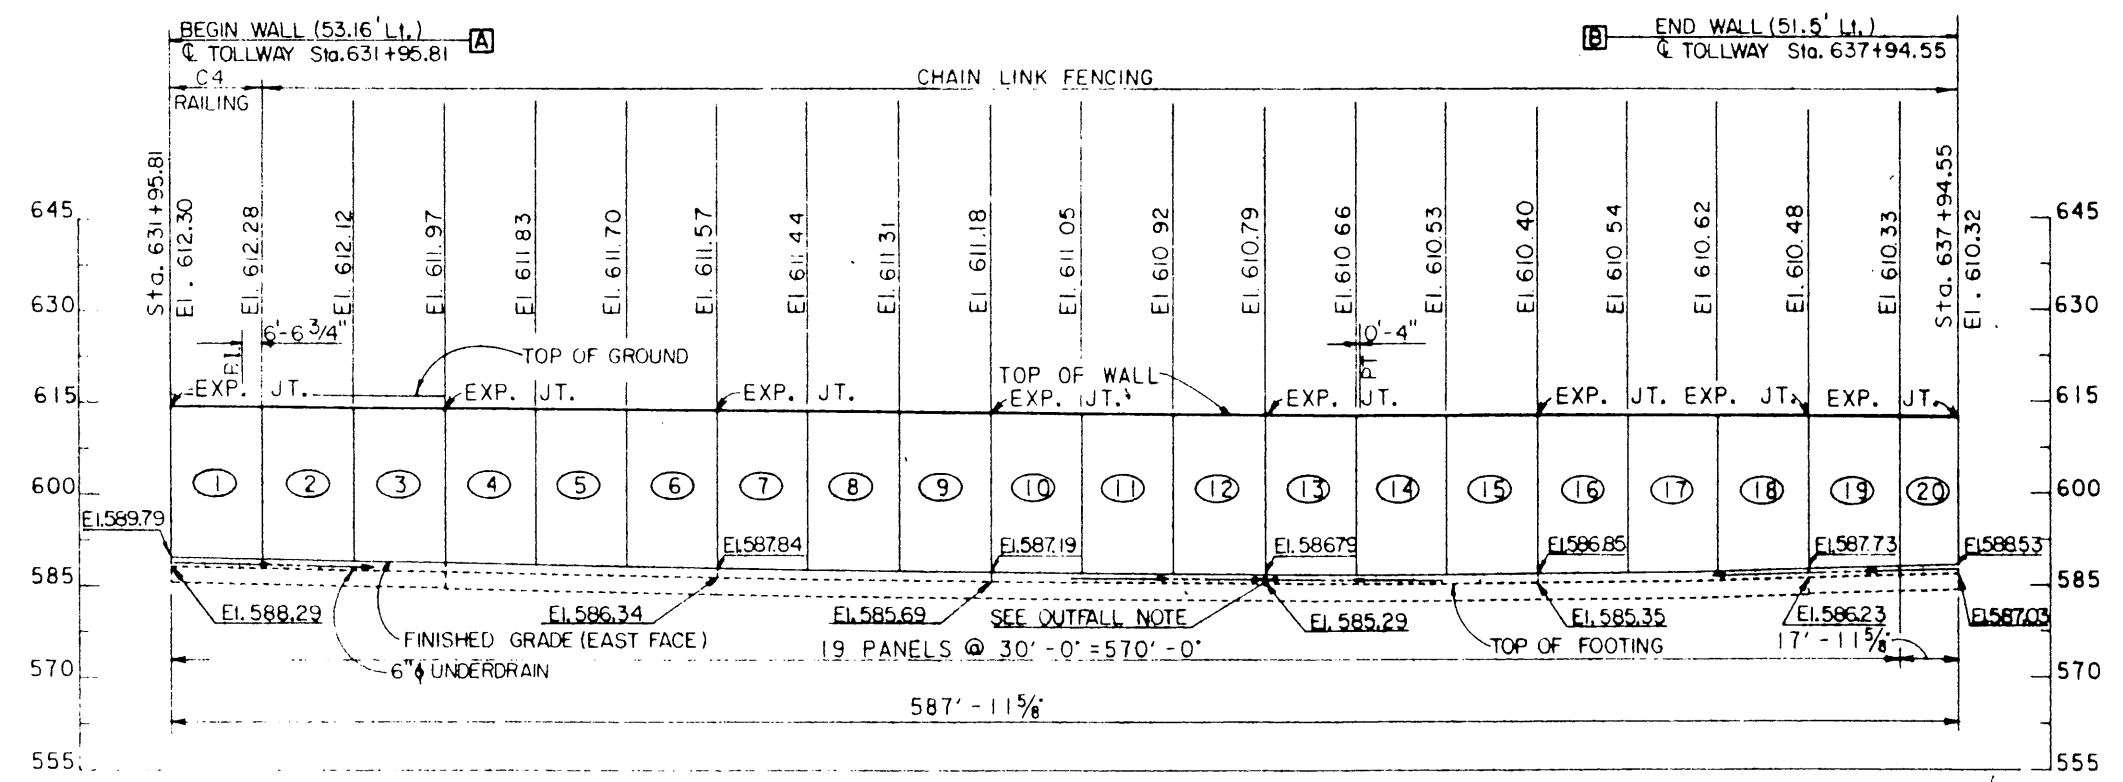 BEGIN WALL (53.16' Lt.)
A
℄ TOLLWAY Sta. 631+95.81
END WALL (51.5' Lt.)
B
℄ TOLLWAY Sta. 637+94.55
C4
RAILING
CHAIN LINK FENCING
Sta. 631+95.81
El. 612.30
El. 612.28
El. 612.12
El. 611.97
El. 611.83
El. 611.70
El. 611.57
El. 611.44
El. 611.31
El. 611.18
El. 611.05
El. 610.92
El. 610.79
El. 610.66
El. 610.53
El. 610.40
El. 610.54
El. 610.62
El. 610.48
El. 610.33
Sta. 637+94.55
El. 610.32
645
645
630
630
6'-6 3/4"
0'-4"
PT
TOP OF GROUND
TOP OF WALL
615
EXP. JT.
EXP. JT.
EXP. JT.
EXP. JT.
EXP. JT.
EXP. JT.
EXP. JT.
EXP. JT.
615
600
1 2 3 4 5 6 7 8 9 10 11 12 13 14 15 16 17 18 19 20
600
El. 589.79
El. 587.84
El. 587.19
El. 586.79
El. 586.85
El. 587.73
El. 588.53
585
585
El. 588.29
El. 586.34
El. 585.69
SEE OUTFALL NOTE
El. 585.29
El. 585.35
El. 586.23
El. 587.03
FINISHED GRADE (EAST FACE)
19 PANELS @ 30'-0" = 570'-0"
TOP OF FOOTING
17'-11 5/8"
6"ϕ UNDERDRAIN
570
570
587'-11 5/8"
555
555